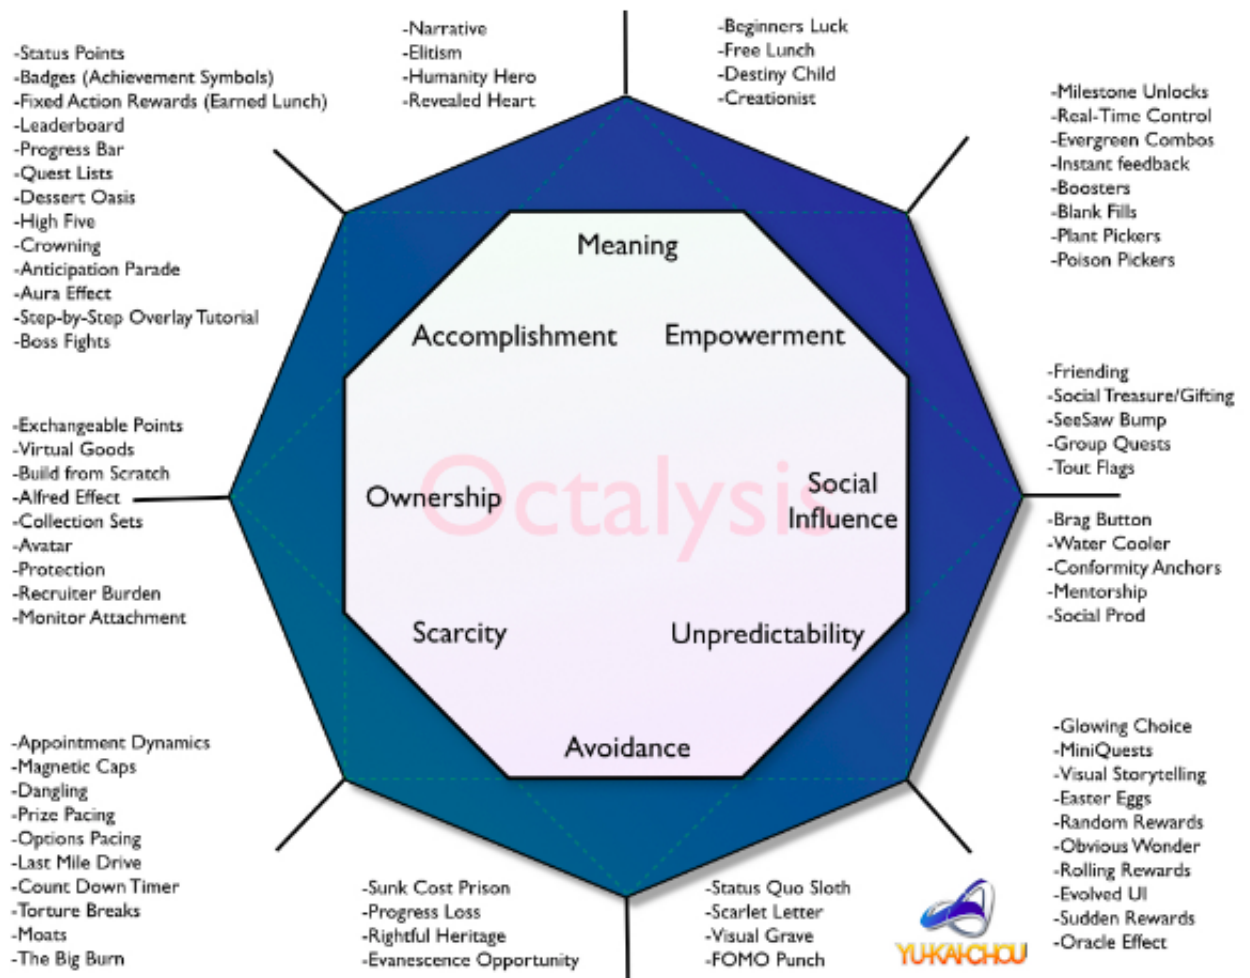 -Narrative
-Elitism
-Humanity Hero
-Revealed Heart
-Beginners Luck
-Free Lunch
-Destiny Child
-Creationist
-Status Points
-Badges (Achievement Symbols)
-Fixed Action Rewards (Earned Lunch)
-Leaderboard
-Progress Bar
-Quest Lists
-Dessert Oasis
-High Five
-Crowning
-Anticipation Parade
-Aura Effect
-Step-by-Step Overlay Tutorial
-Boss Fights
-Milestone Unlocks
-Real-Time Control
-Evergreen Combos
-Instant feedback
-Boosters
-Blank Fills
-Plant Pickers
-Poison Pickers
Meaning
Accomplishment
Empowerment
-Exchangeable Points
-Virtual Goods
-Build from Scratch
-Alfred Effect
-Collection Sets
-Avatar
-Protection
-Recruiter Burden
-Monitor Attachment
Ownership
Octalysis
Social
Influence
-Friending
-Social Treasure/Gifting
-SeeSaw Bump
-Group Quests
-Tout Flags
-Brag Button
-Water Cooler
-Conformity Anchors
-Mentorship
-Social Prod
Scarcity
Unpredictability
Avoidance
-Appointment Dynamics
-Magnetic Caps
-Dangling
-Prize Pacing
-Options Pacing
-Last Mile Drive
-Count Down Timer
-Torture Breaks
-Moats
-The Big Burn
-Sunk Cost Prison
-Progress Loss
-Rightful Heritage
-Evanescence Opportunity
-Status Quo Sloth
-Scarlet Letter
-Visual Grave
-FOMO Punch
-Glowing Choice
-MiniQuests
-Visual Storytelling
-Easter Eggs
-Random Rewards
-Obvious Wonder
-Rolling Rewards
-Evolved UI
-Sudden Rewards
-Oracle Effect
YU-KAI-CHOU